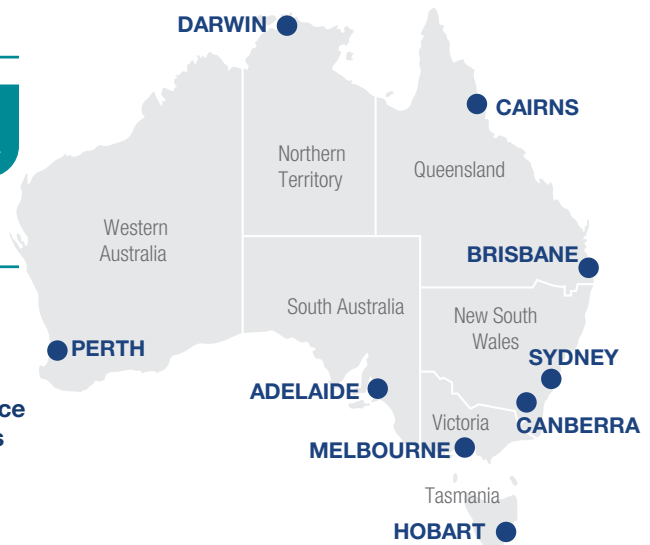 DARWIN
CAIRNS
Northern
Territory
Queensland
Western
Australia
BRISBANE
South Australia
New South
Wales
PERTH
SYDNEY
ADELAIDE
Victoria
CANBERRA
MELBOURNE
Tasmania
HOBART